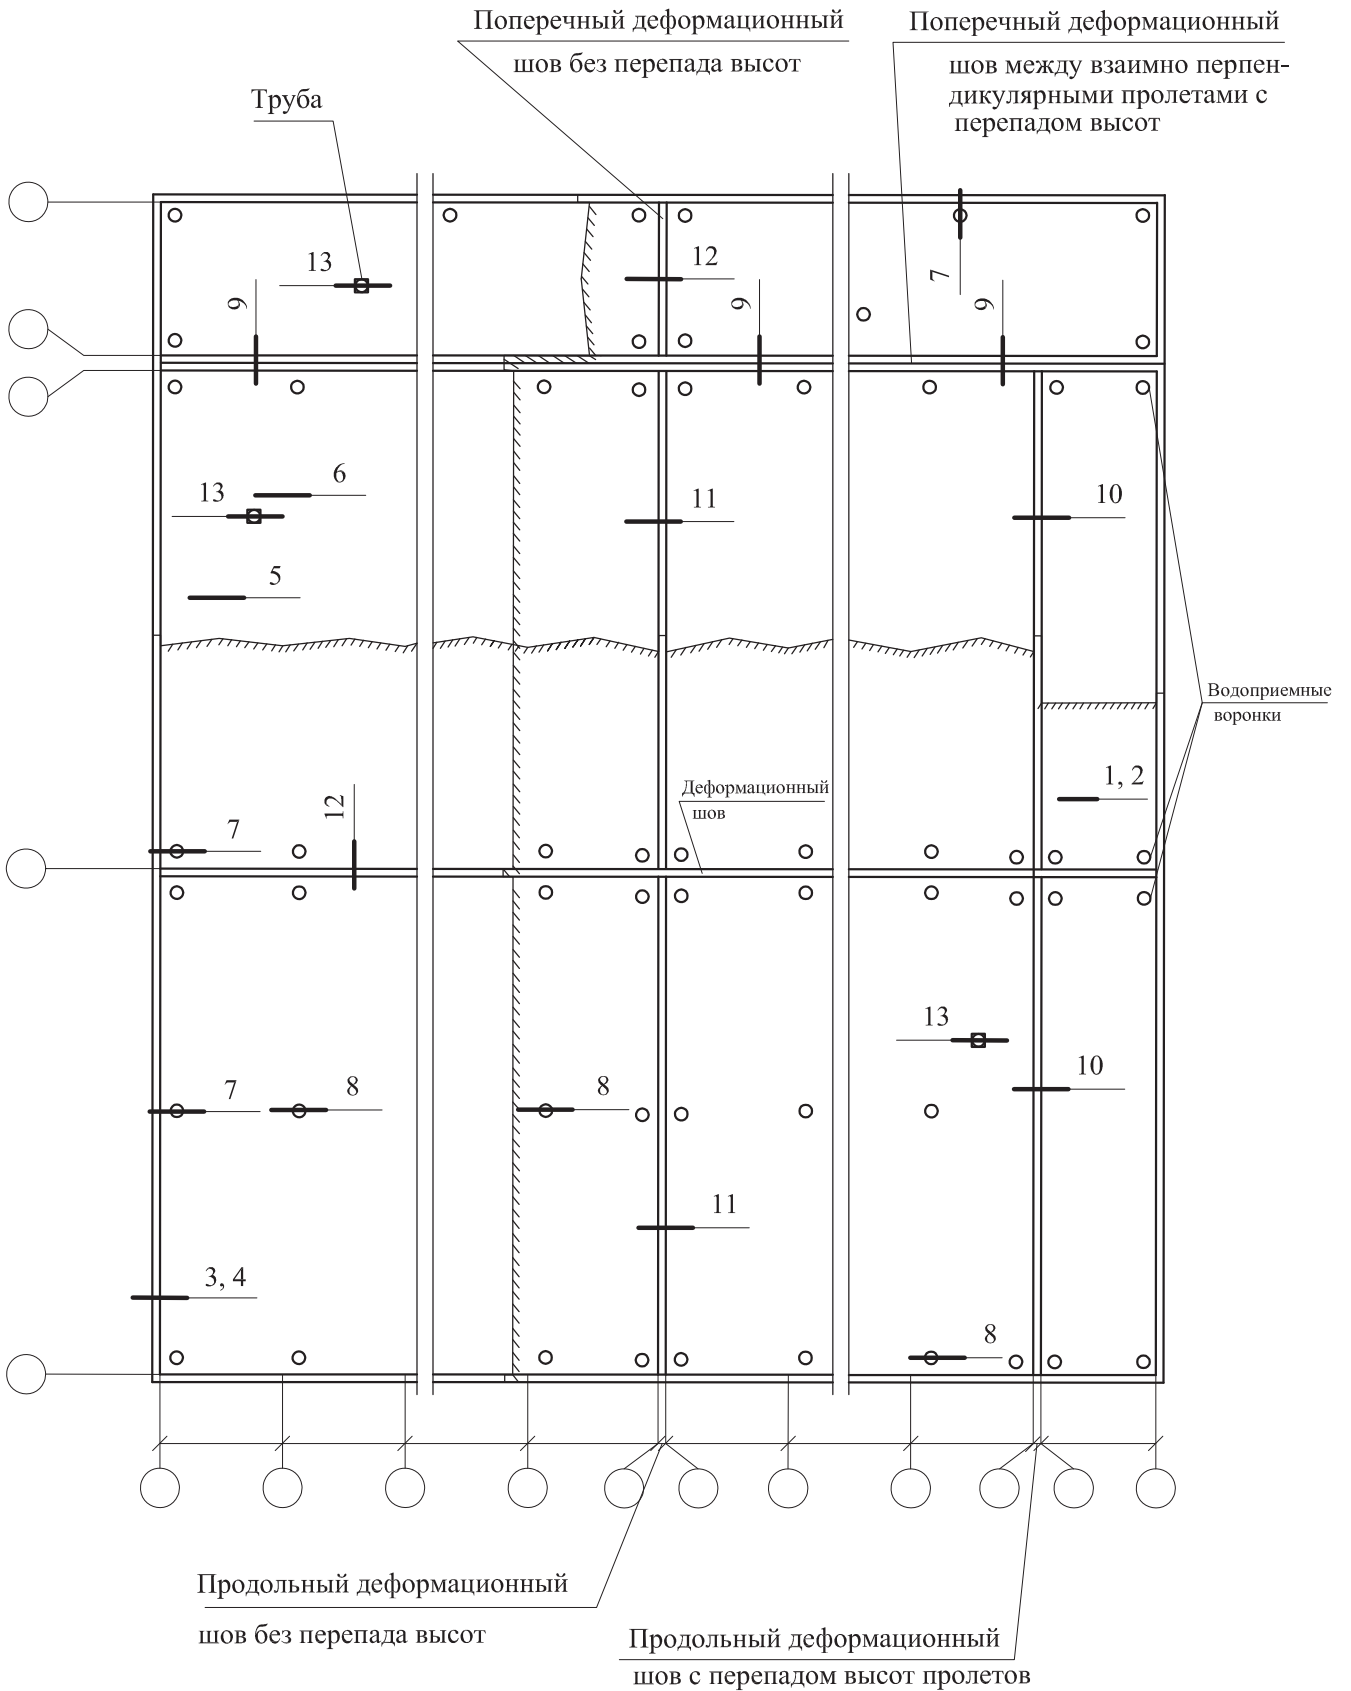 Поперечный деформационный
шов без перепада высот
Поперечный деформационный
шов между взаимно перпен-
дикулярными пролетами с
перепадом высот
Труба
13
9
12
9
7
9
13
6
5
11
10
Водоприемные
воронки
1, 2
Деформационный
шов
12
7
13
7
8
8
10
11
3, 4
8
Продольный деформационный
шов без перепада высот
Продольный деформационный
шов с перепадом высот пролетов